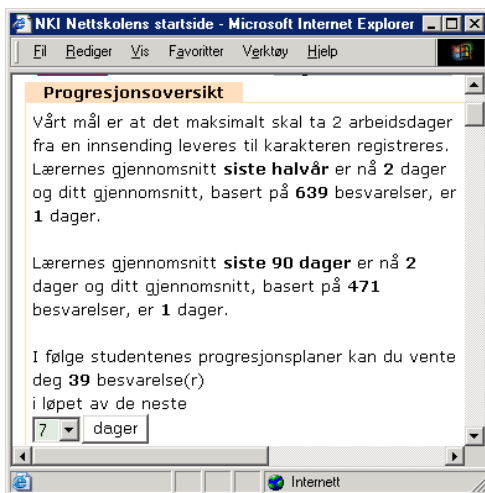 NKI Nettskolens startside - Microsoft Internet Explorer
Fil Rediger Vis Favoritter Verktøy Hjelp
Progresjonsoversikt
Vårt mål er at det maksimalt skal ta 2 arbeidsdager
fra en innsending leveres til karakteren registreres.
Lærernes gjennomsnitt siste halvår er nå 2 dager
og ditt gjennomsnitt, basert på 639 besvarelser, er
1 dager.
Lærernes gjennomsnitt siste 90 dager er nå 2
dager og ditt gjennomsnitt, basert på 471
besvarelser, er 1 dager.
I følge studentenes progresjonsplaner kan du vente
deg 39 besvarelse(r)
i løpet av de neste
7 dager
Internett